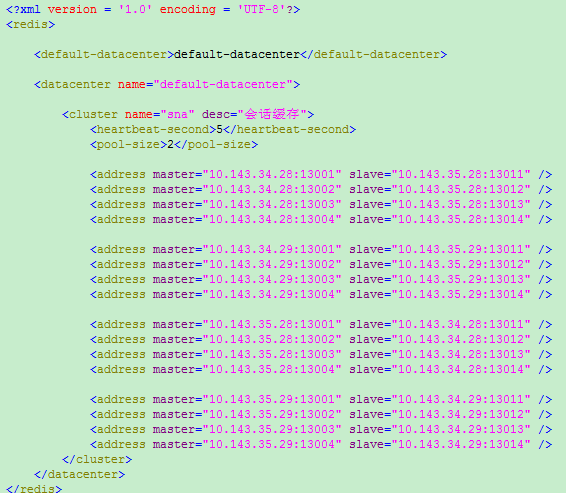 <?xml version = '1.0' encoding = 'UTF-8'?>
<redis>
<default-datacenter>default-datacenter</default-datacenter>
<datacenter name="default-datacenter">
<cluster name="sna" desc="会话缓存">
<heartbeat-second>5</heartbeat-second>
<pool-size>2</pool-size>
<address master="10.143.34.28:13001" slave="10.143.35.28:13011" />
<address master="10.143.34.28:13002" slave="10.143.35.28:13012" />
<address master="10.143.34.28:13003" slave="10.143.35.28:13013" />
<address master="10.143.34.28:13004" slave="10.143.35.28:13014" />
<address master="10.143.34.29:13001" slave="10.143.35.29:13011" />
<address master="10.143.34.29:13002" slave="10.143.35.29:13012" />
<address master="10.143.34.29:13003" slave="10.143.35.29:13013" />
<address master="10.143.34.29:13004" slave="10.143.35.29:13014" />
<address master="10.143.35.28:13001" slave="10.143.34.28:13011" />
<address master="10.143.35.28:13002" slave="10.143.34.28:13012" />
<address master="10.143.35.28:13003" slave="10.143.34.28:13013" />
<address master="10.143.35.28:13004" slave="10.143.34.28:13014" />
<address master="10.143.35.29:13001" slave="10.143.34.29:13011" />
<address master="10.143.35.29:13002" slave="10.143.34.29:13012" />
<address master="10.143.35.29:13003" slave="10.143.34.29:13013" />
<address master="10.143.35.29:13004" slave="10.143.34.29:13014" />
</cluster>
</datacenter>
</redis>